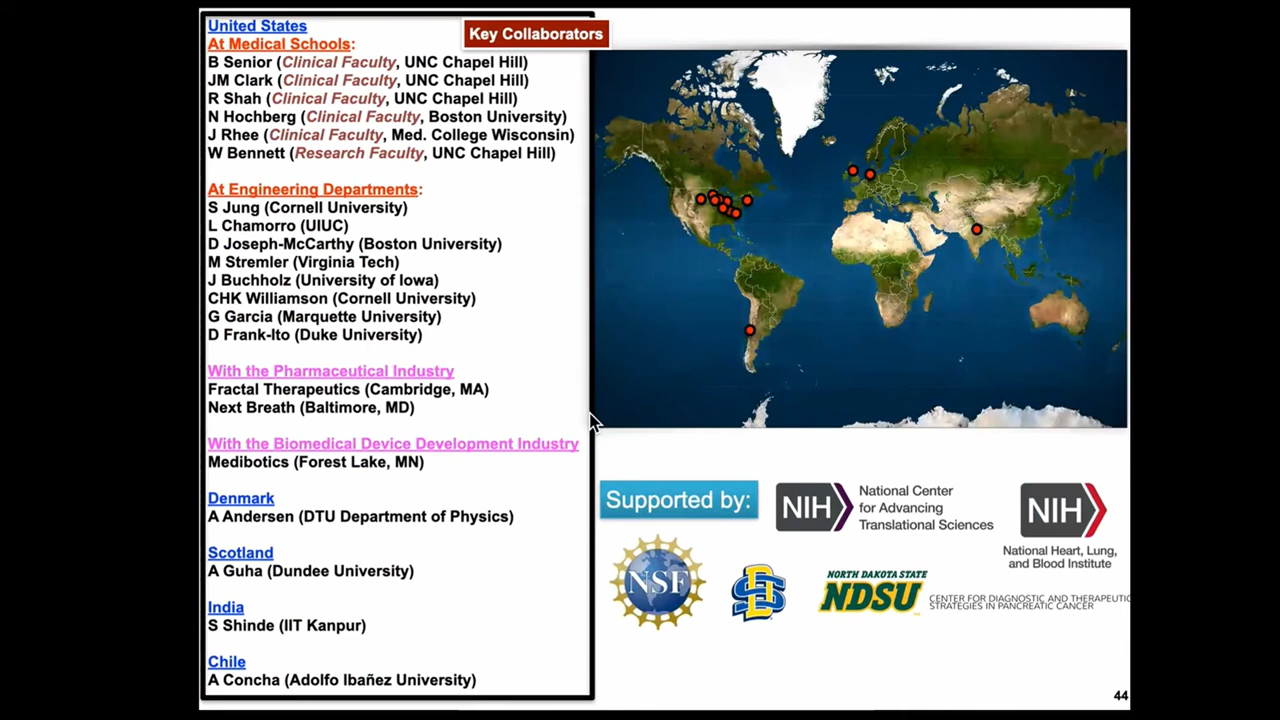 United States
Key Collaborators
At Medical Schools:
B Senior (Clinical Faculty, UNC Chapel Hill)
JM Clark (Clinical Faculty, UNC Chapel Hill)
R Shah (Clinical Faculty, UNC Chapel Hill)
N Hochberg (Clinical Faculty, Boston University)
J Rhee (Clinical Faculty, Med. College Wisconsin)
W Bennett (Research Faculty, UNC Chapel Hill)
At Engineering Departments:
S Jung (Cornell University)
L Chamorro (UIUC)
D Joseph-McCarthy (Boston University)
M Stremler (Virginia Tech)
J Buchholz (University of Iowa)
CHK Williamson (Cornell University)
G Garcia (Marquette University)
D Frank-Ito (Duke University)
With the Pharmaceutical Industry
Fractal Therapeutics (Cambridge, MA)
Next Breath (Baltimore, MD)
With the Biomedical Device Development Industry
Medibotics (Forest Lake, MN)
Denmark
A Andersen (DTU Department of Physics)
Scotland
A Guha (Dundee University)
India
S Shinde (IIT Kanpur)
Chile
A Concha (Adolfo Ibañez University)
Supported by:
NIH
National Center
for Advancing
Translational Sciences
NIH
National Heart, Lung,
and Blood Institute
NSF
SD
NORTH DAKOTA STATE
NDSU
CENTER FOR DIAGNOSTIC AND THERAPEUTIC
STRATEGIES IN PANCREATIC CANCER
44